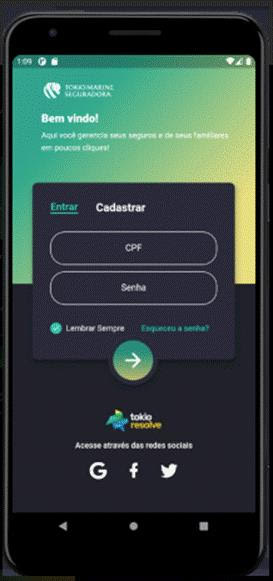 1:09
TOKIO MARINE
SEGURADORA
Bem vindo!
Aqui você gerencia seus seguros e de seus familiares
em poucos cliques!
Entrar Cadastrar
CPF
Senha
Lembrar Sempre Esqueceu a senha?
tokio
resolve
Acesse através das redes sociais